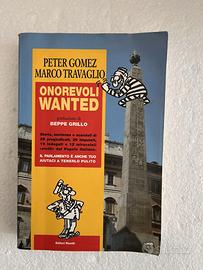 PETER GOMEZ
MARCO TRAVAGLIO
ONOREVOLI
WANTED
prefazione di
BEPPE GRILLO
Storie, sentenze e scandali di
25 pregiudicati, 26 imputati,
19 indagati e 12 miracolati
eletti dal Popolo Italiano.
IL PARLAMENTO È ANCHE TUO
AIUTACI A TENERLO PULITO
Editori Riuniti